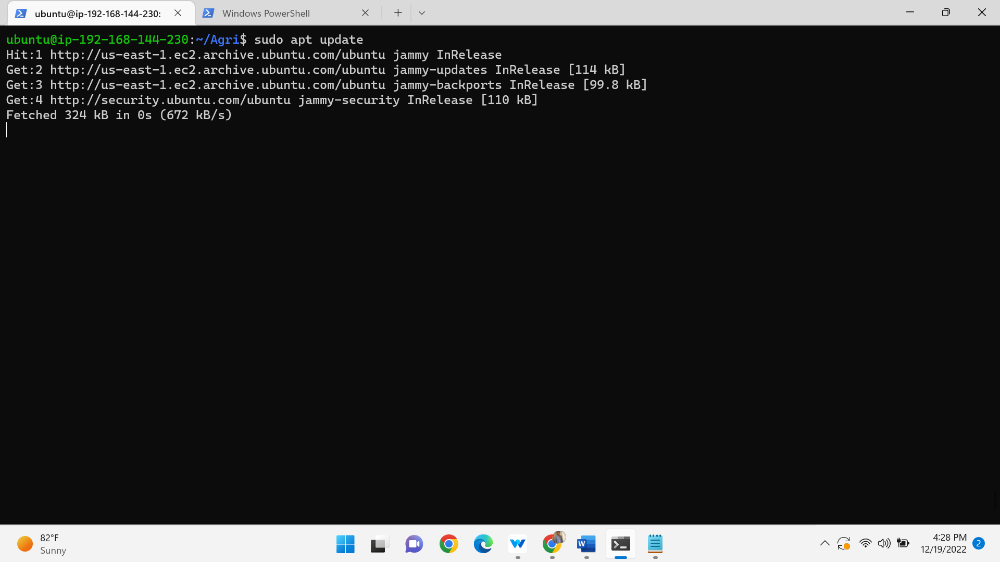 ubuntu@ip-192-168-144-230:
Windows PowerShell
ubuntu@ip-192-168-144-230:~/Agri$ sudo apt update
Hit:1 http://us-east-1.ec2.archive.ubuntu.com/ubuntu jammy InRelease
Get:2 http://us-east-1.ec2.archive.ubuntu.com/ubuntu jammy-updates InRelease [114 kB]
Get:3 http://us-east-1.ec2.archive.ubuntu.com/ubuntu jammy-backports InRelease [99.8 kB]
Get:4 http://security.ubuntu.com/ubuntu jammy-security InRelease [110 kB]
Fetched 324 kB in 0s (672 kB/s)
82°F
Sunny
W
4:28 PM
12/19/2022
2